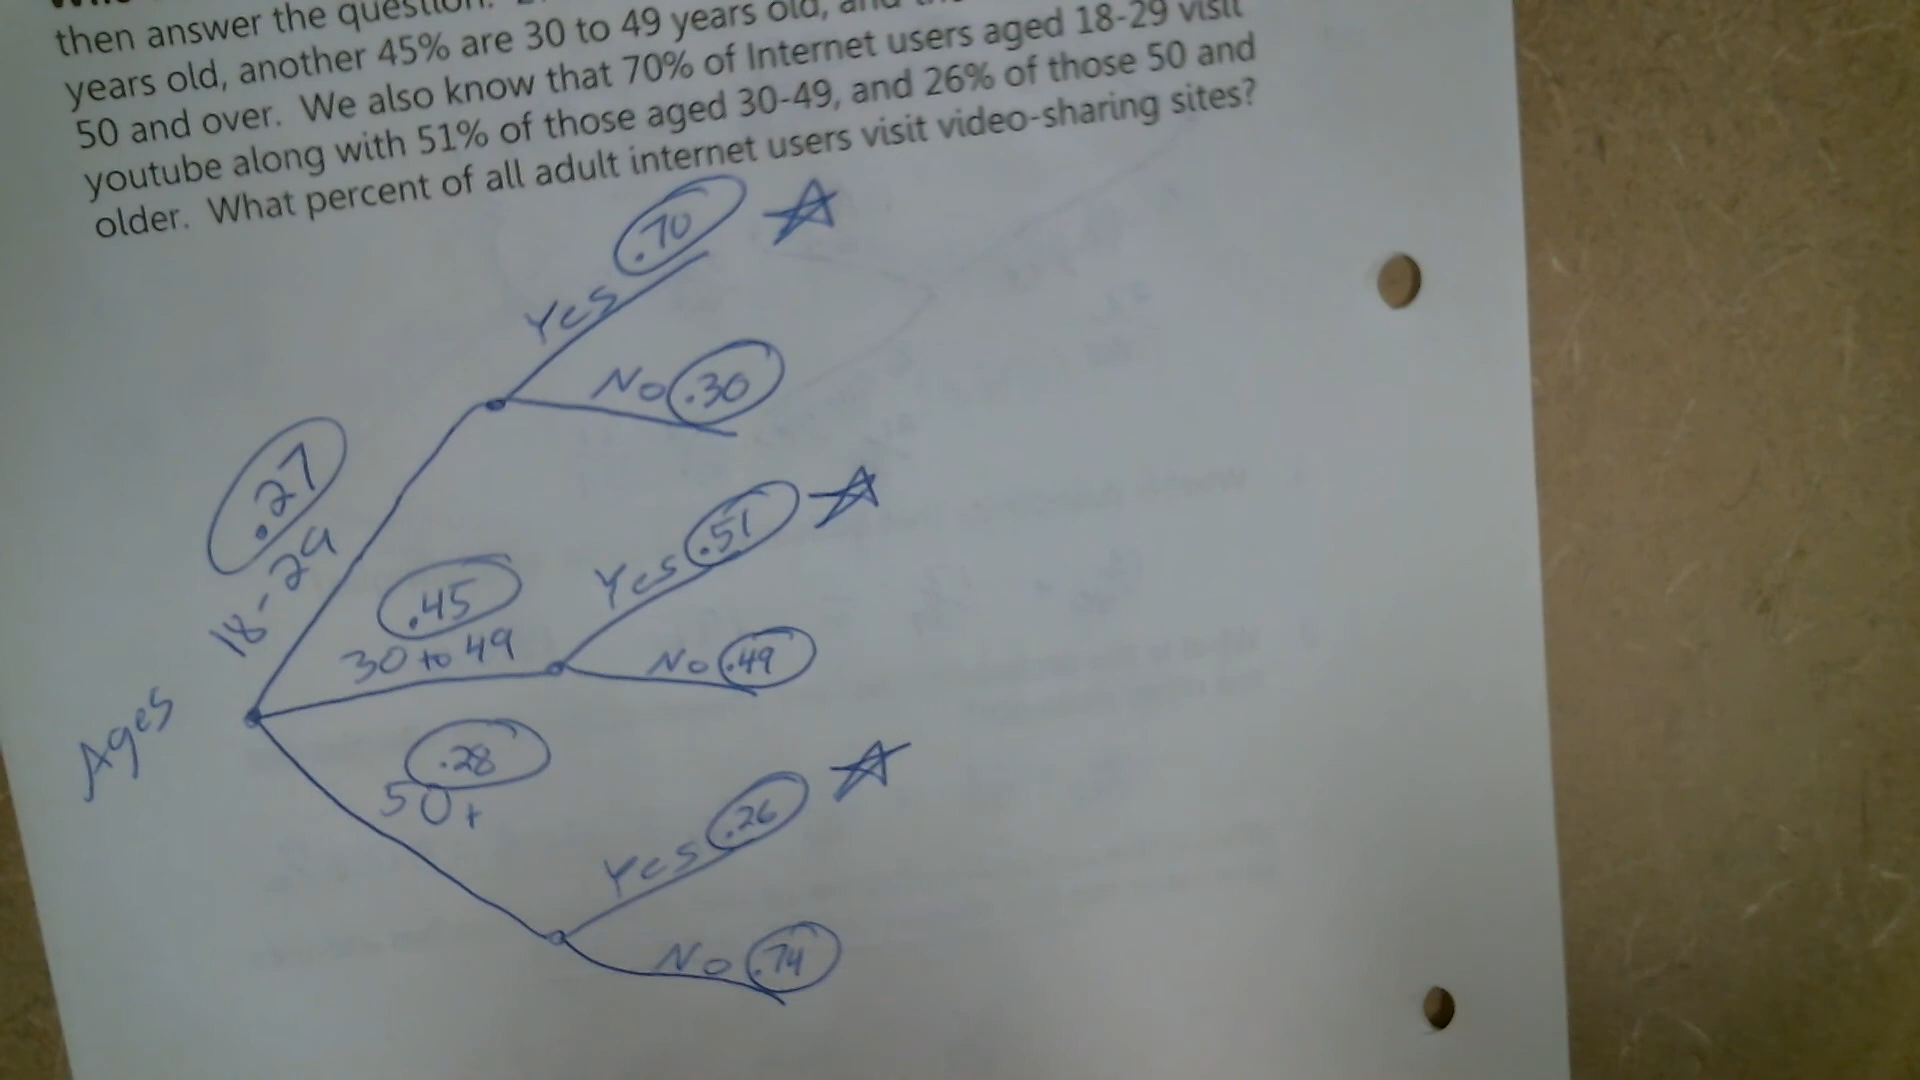 then answer the question.
years old, another 45% are 30 to 49 years old, and
50 and over. We also know that 70% of Internet users aged 18-29 visit
youtube along with 51% of those aged 30-49, and 26% of those 50 and
older. What percent of all adult internet users visit video-sharing sites?
Yes .70
No .30
.27
18-29
Yes .51
.45
30 to 49
No .49
Ages
.28
50+
Yes .26
No .74